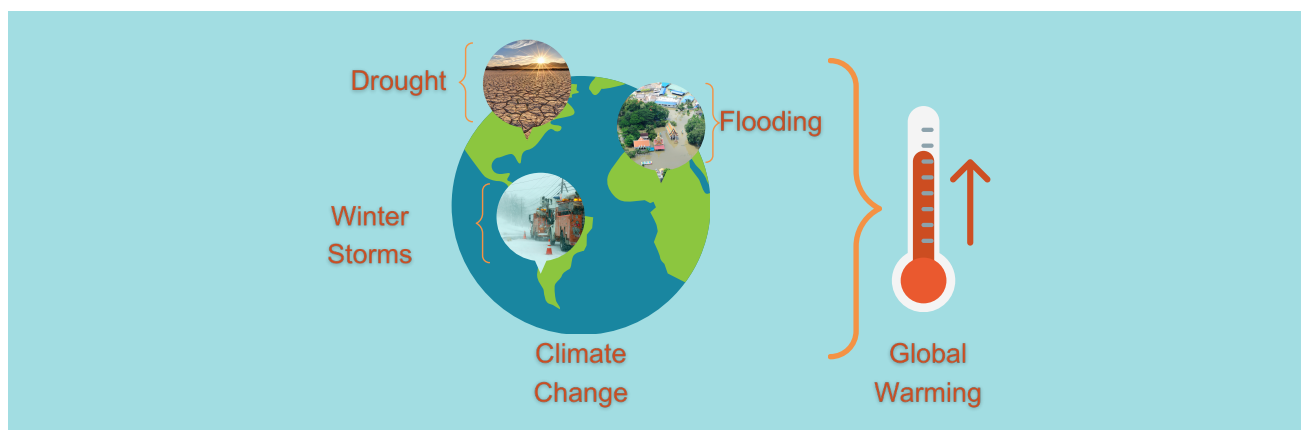 Drought
Flooding
Winter
Storms
Climate
Change
Global
Warming